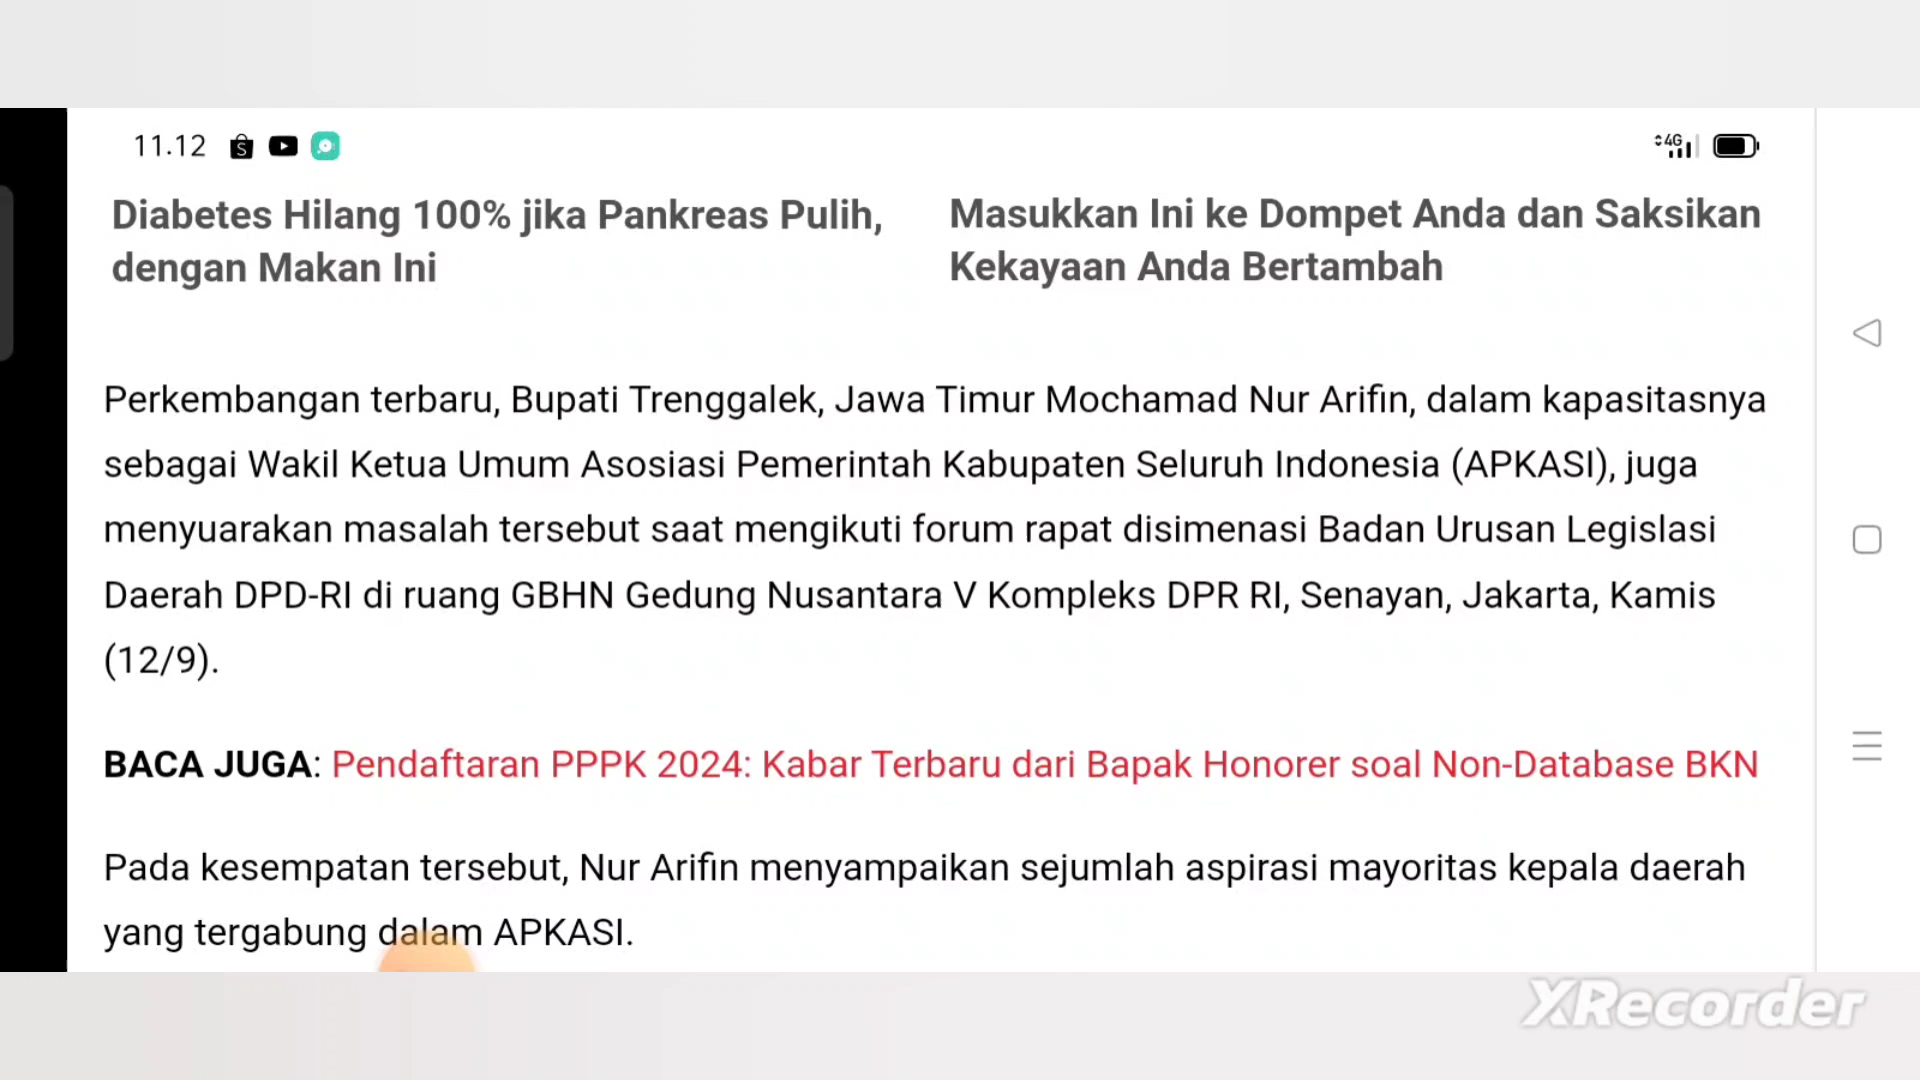 11.12
4G
Diabetes Hilang 100% jika Pankreas Pulih,
dengan Makan Ini
Masukkan Ini ke Dompet Anda dan Saksikan
Kekayaan Anda Bertambah
Perkembangan terbaru, Bupati Trenggalek, Jawa Timur Mochamad Nur Arifin, dalam kapasitasnya
sebagai Wakil Ketua Umum Asosiasi Pemerintah Kabupaten Seluruh Indonesia (APKASI), juga
menyuarakan masalah tersebut saat mengikuti forum rapat disimenasi Badan Urusan Legislasi
Daerah DPD-RI di ruang GBHN Gedung Nusantara V Kompleks DPR RI, Senayan, Jakarta, Kamis
(12/9).
BACA JUGA: Pendaftaran PPPK 2024: Kabar Terbaru dari Bapak Honorer soal Non-Database BKN
Pada kesempatan tersebut, Nur Arifin menyampaikan sejumlah aspirasi mayoritas kepala daerah
yang tergabung dalam APKASI.
XRecorder